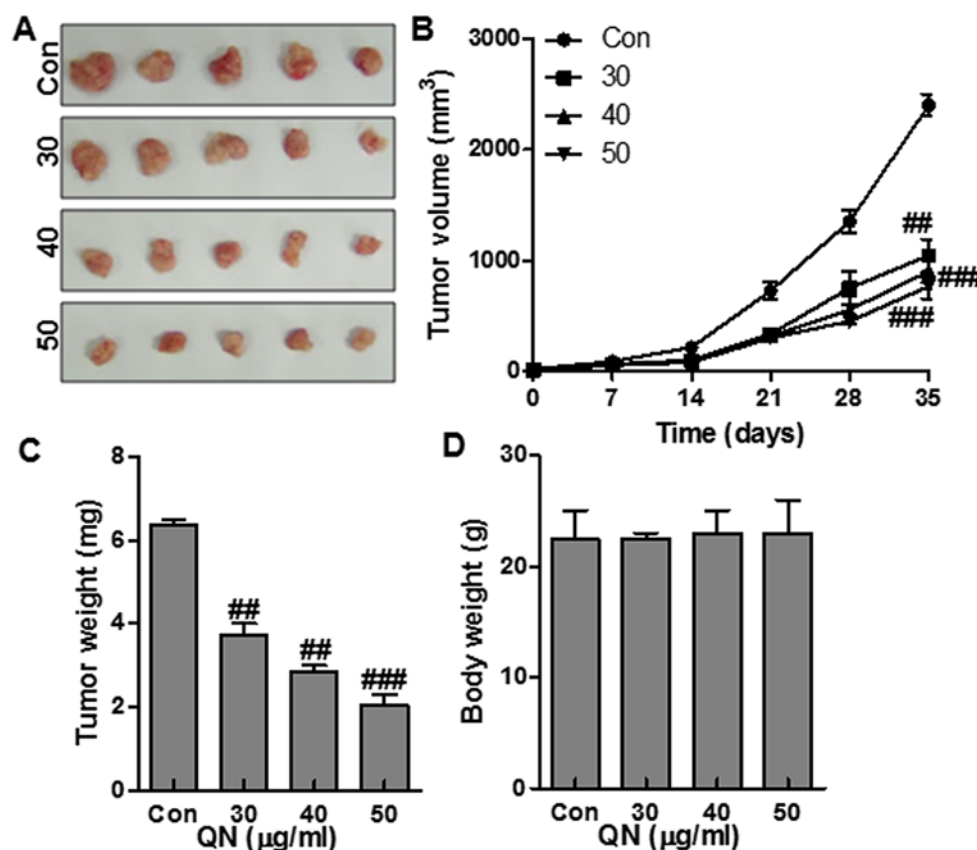 A
Con
30
40
50
B
Tumor volume (mm³)
3000
2000
1000
0
Con
30
40
50
##
###
###
0 7 14 21 28 35
Time (days)
C
Tumor weight (mg)
8
6
4
2
0
##
##
###
Con 30 40 50
QN (μg/ml)
D
Body weight (g)
30
20
10
0
Con 30 40 50
QN (μg/ml)